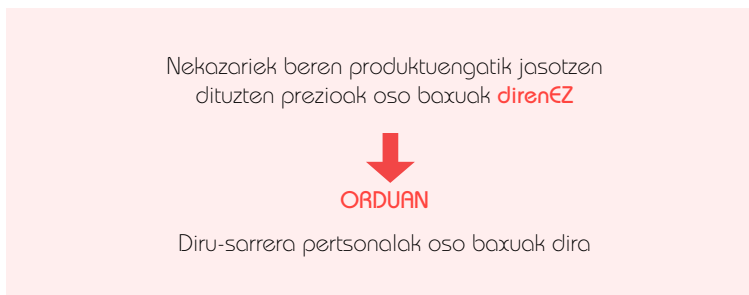 Nekazariek beren produktuengatik jasotzen
dituzten prezioak oso baxuak direnEZ
ORDUAN
Diru-sarrera pertsonalak oso baxuak dira